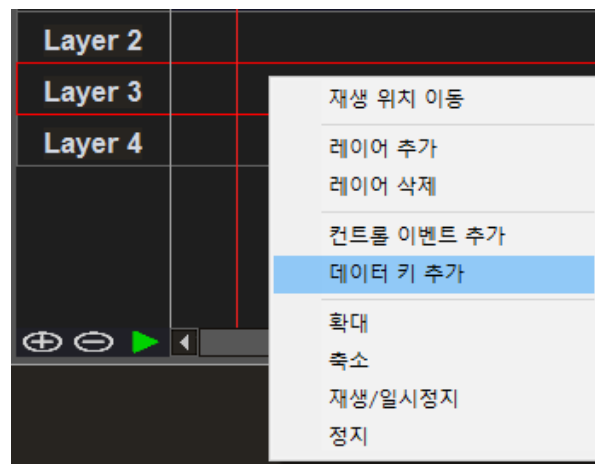 Layer 2
Layer 3
Layer 4
재생 위치 이동
레이어 추가
레이어 삭제
컨트롤 이벤트 추가
데이터 키 추가
확대
축소
재생/일시정지
정지